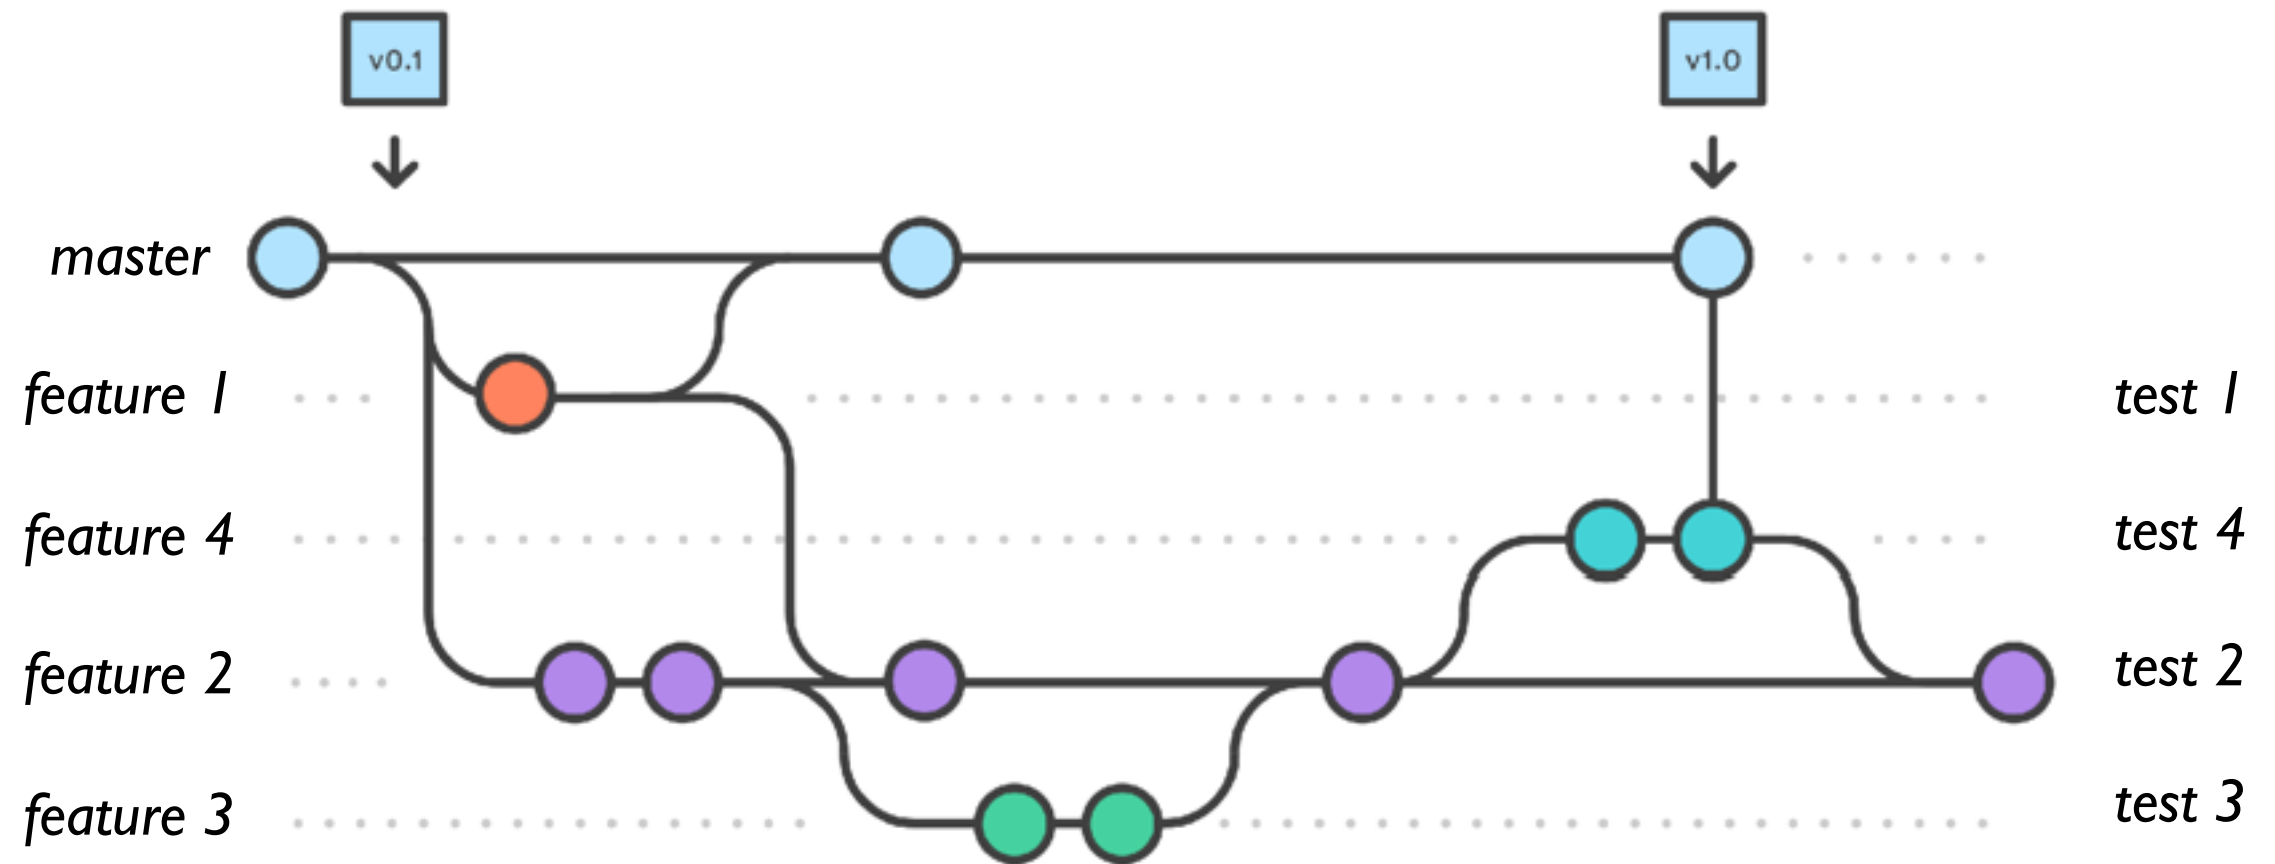 v0.1
v1.0
master
feature 1
test 1
feature 4
test 4
feature 2
test 2
feature 3
test 3